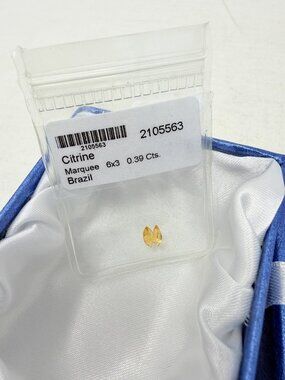 2105563
2105563
Citrine
Marquee 6x3 0.39 Cts.
Brazil